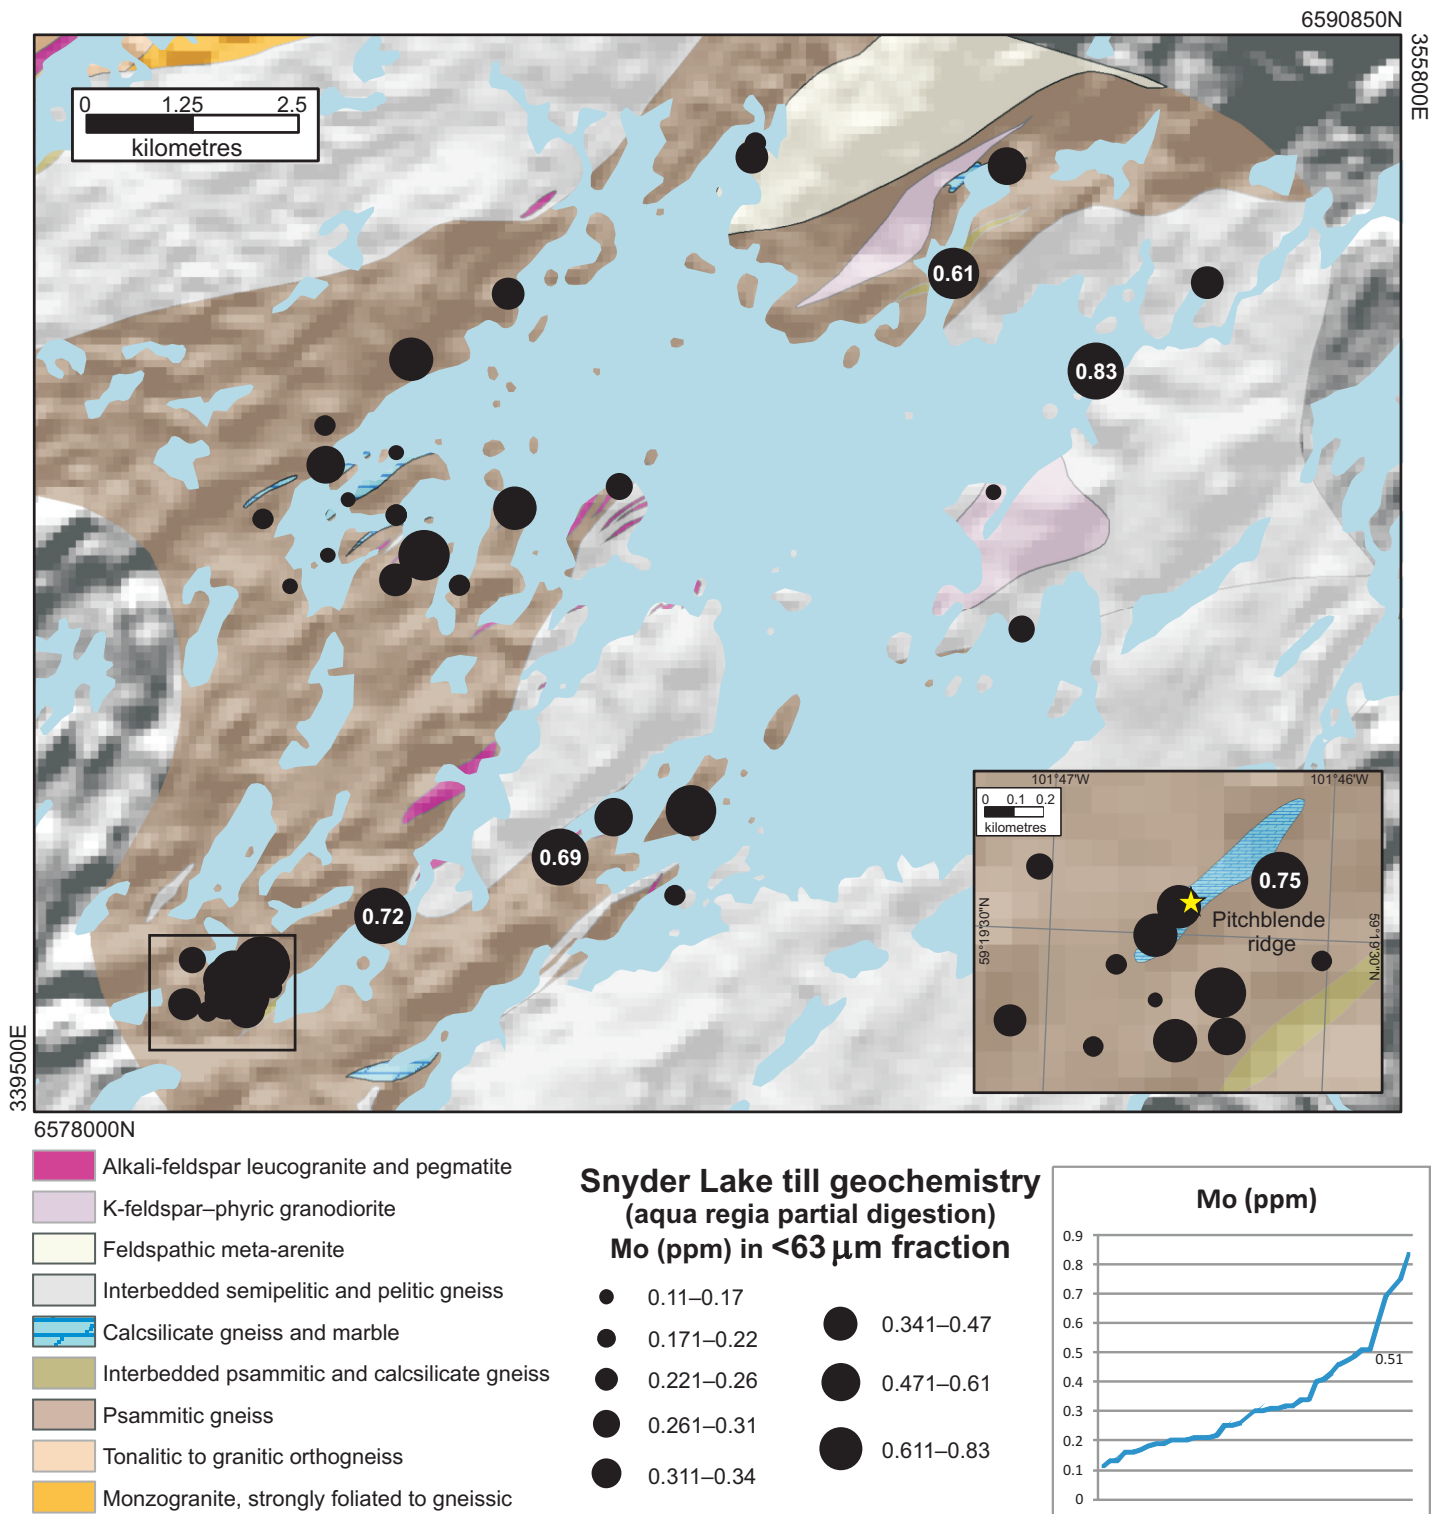 6590850N
355800E
0 1.25 2.5
kilometres
0.61
0.83
0.69
0.72
101°47'W
101°46'W
0 0.1 0.2
kilometres
0.75
Pitchblende
ridge
59°19'30"N
59°19'30"N
339500E
6578000N
Alkali-feldspar leucogranite and pegmatite
K-feldspar–phyric granodiorite
Feldspathic meta-arenite
Interbedded semipelitic and pelitic gneiss
Calcsilicate gneiss and marble
Interbedded psammitic and calcsilicate gneiss
Psammitic gneiss
Tonalitic to granitic orthogneiss
Monzogranite, strongly foliated to gneissic
Snyder Lake till geochemistry
(aqua regia partial digestion)
Mo (ppm) in <63 µm fraction
0.11–0.17
0.171–0.22
0.221–0.26
0.261–0.31
0.311–0.34
0.341–0.47
0.471–0.61
0.611–0.83
Mo (ppm)
0.9
0.8
0.7
0.6
0.5
0.51
0.4
0.3
0.2
0.1
0